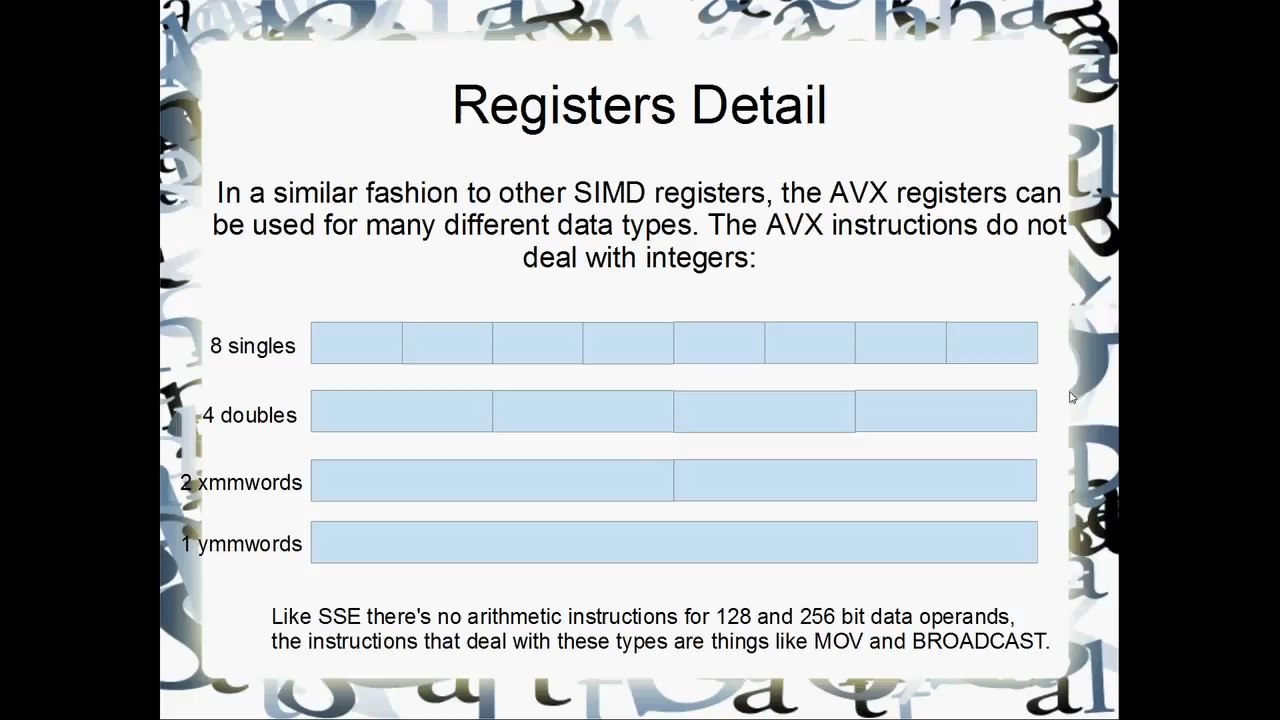 Registers Detail
In a similar fashion to other SIMD registers, the AVX registers can
be used for many different data types. The AVX instructions do not
deal with integers:
8 singles
4 doubles
2 xmmwords
1 ymmwords
Like SSE there's no arithmetic instructions for 128 and 256 bit data operands,
the instructions that deal with these types are things like MOV and BROADCAST.